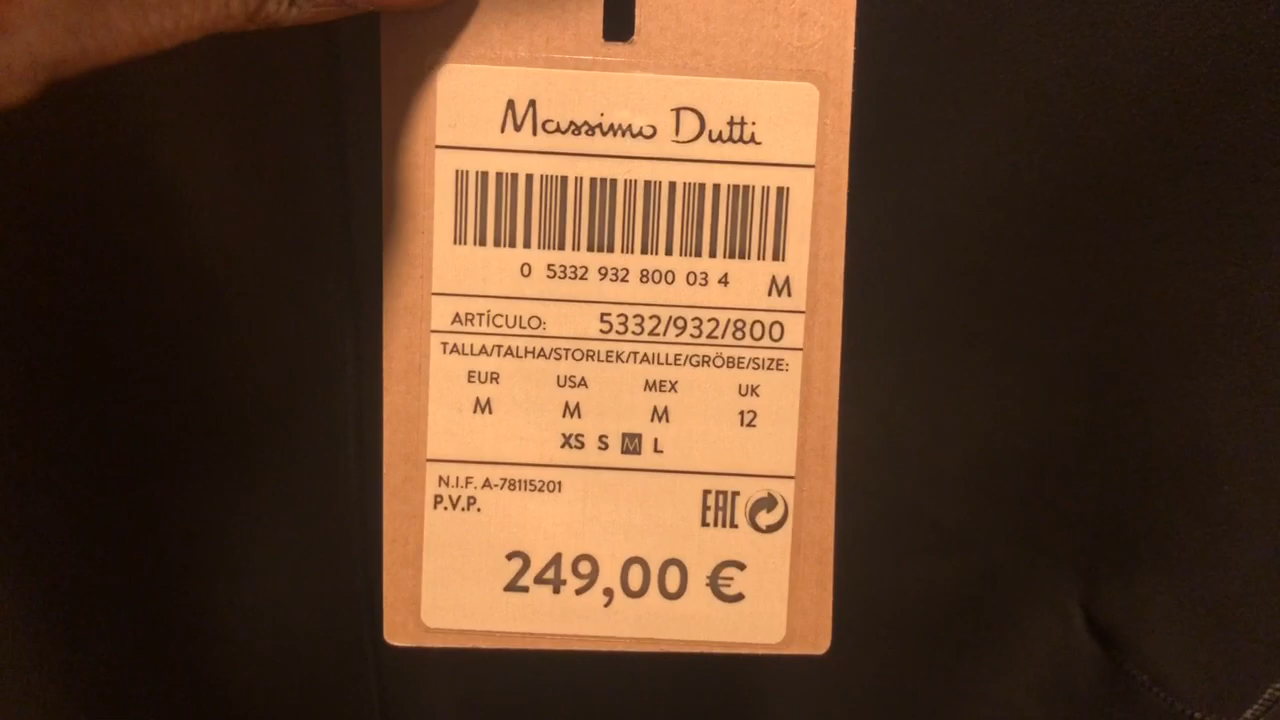 Massimo Dutti
0 5332 932 800 03 4 M
ARTÍCULO: 5332/932/800
TALLA/TALHA/STORLEK/TAILLE/GRÖBE/SIZE:
EUR USA MEX UK
M M M 12
XS S M L
N.I.F. A-78115201
P.V.P.
EAC
249,00 €